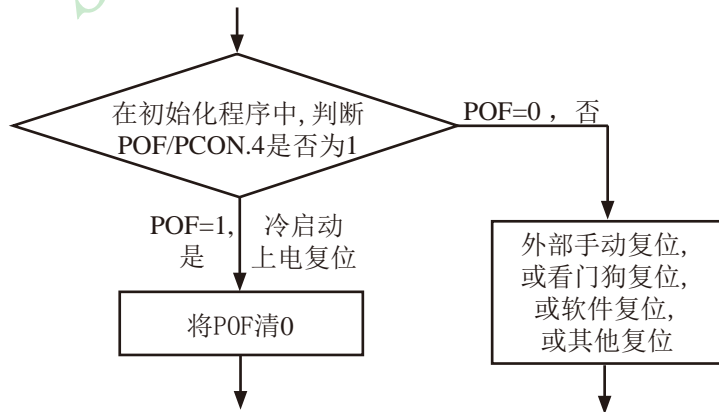 在初始化程序中, 判断
POF/PCON.4是否为1
POF=0 , 否
POF=1, 冷启动
是 上电复位
外部手动复位,
或看门狗复位,
或软件复位,
或其他复位
将POF清0